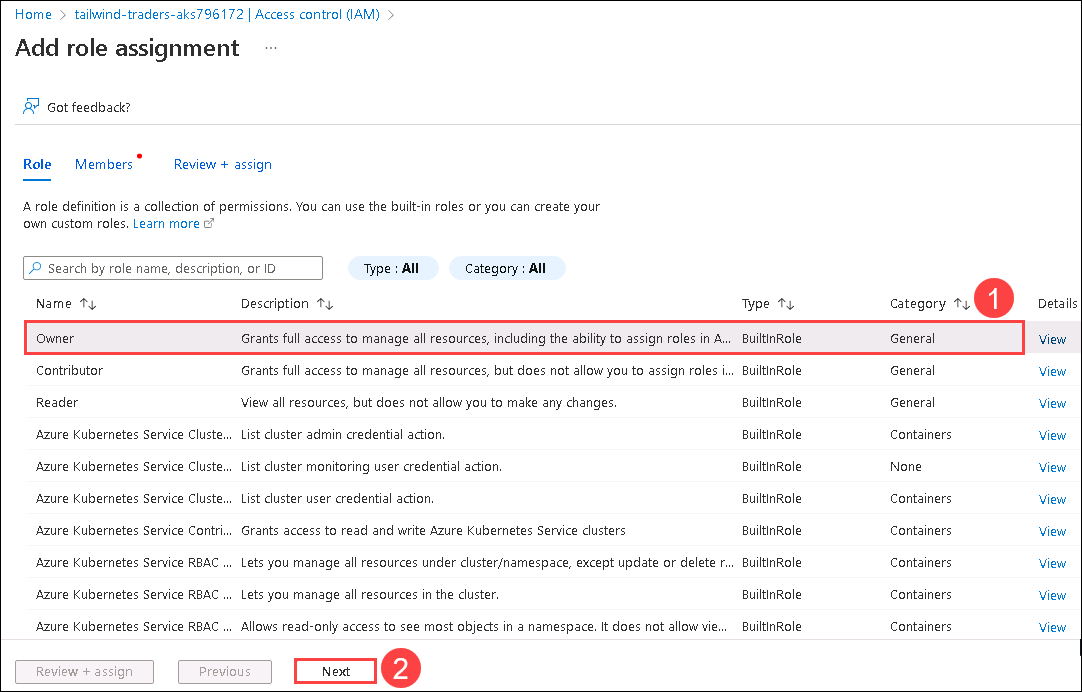 Home > tailwind-traders-aks796172 | Access control (IAM) >
Add role assignment ...
Got feedback?
Role Members Review + assign
A role definition is a collection of permissions. You can use the built-in roles or you can create your
own custom roles. Learn more
Search by role name, description, or ID Type : All Category : All
Name ↑↓ Description ↑↓ Type ↑↓ Category ↑↓ 1 Details
Owner Grants full access to manage all resources, including the ability to assign roles in A... BuiltInRole General View
Contributor Grants full access to manage all resources, but does not allow you to assign roles i... BuiltInRole General View
Reader View all resources, but does not allow you to make any changes. BuiltInRole General View
Azure Kubernetes Service Cluste... List cluster admin credential action. BuiltInRole Containers View
Azure Kubernetes Service Cluste... List cluster monitoring user credential action. BuiltInRole None View
Azure Kubernetes Service Cluste... List cluster user credential action. BuiltInRole Containers View
Azure Kubernetes Service Contri... Grants access to read and write Azure Kubernetes Service clusters BuiltInRole Containers View
Azure Kubernetes Service RBAC ... Lets you manage all resources under cluster/namespace, except update or delete r... BuiltInRole Containers View
Azure Kubernetes Service RBAC ... Lets you manage all resources in the cluster. BuiltInRole Containers View
Azure Kubernetes Service RBAC ... Allows read-only access to see most objects in a namespace. It does not allow vie... BuiltInRole Containers View
Review + assign Previous Next 2